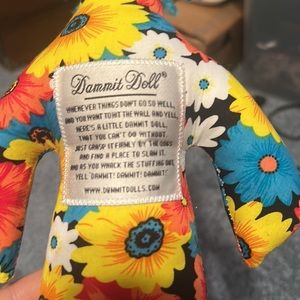 Dammit Doll®
WHENEVER THINGS DON'T GO SO WELL,
AND YOU WANT TO HIT THE WALL AND YELL,
HERE'S A LITTLE DAMMIT DOLL,
THAT YOU CAN'T DO WITHOUT.
JUST GRASP IT FIRMLY BY THE LEGS
AND FIND A PLACE TO SLAM IT.
AND AS YOU WHACK THE STUFFING OUT,
YELL "DAMMIT! DAMMIT! DAMMIT!"
WWW.DAMMITDOLLS.COM